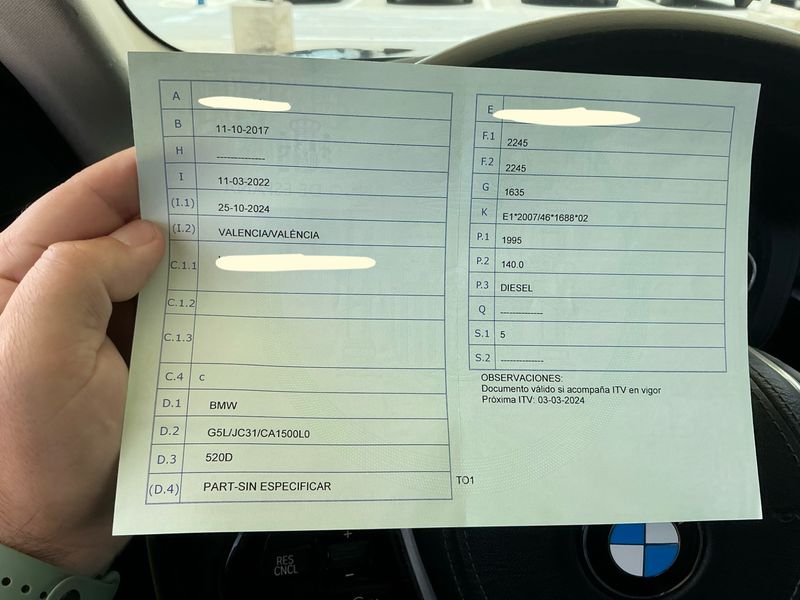 A
B 11-10-2017
H --------------
I 11-03-2022
(I.1) 25-10-2024
(I.2) VALENCIA/VALÈNCIA
C.1.1
C.1.2
C.1.3
C.4 c
D.1 BMW
D.2 G5L/JC31/CA1500L0
D.3 520D
(D.4) PART-SIN ESPECIFICAR
TO1
E
F.1 2245
F.2 2245
G 1635
K E1*2007/46*1688*02
P.1 1995
P.2 140.0
P.3 DIESEL
Q --------------
S.1 5
S.2 --------------
OBSERVACIONES:
Documento válido si acompaña ITV en vigor
Próxima ITV: 03-03-2024
RES
CNCL
+
-